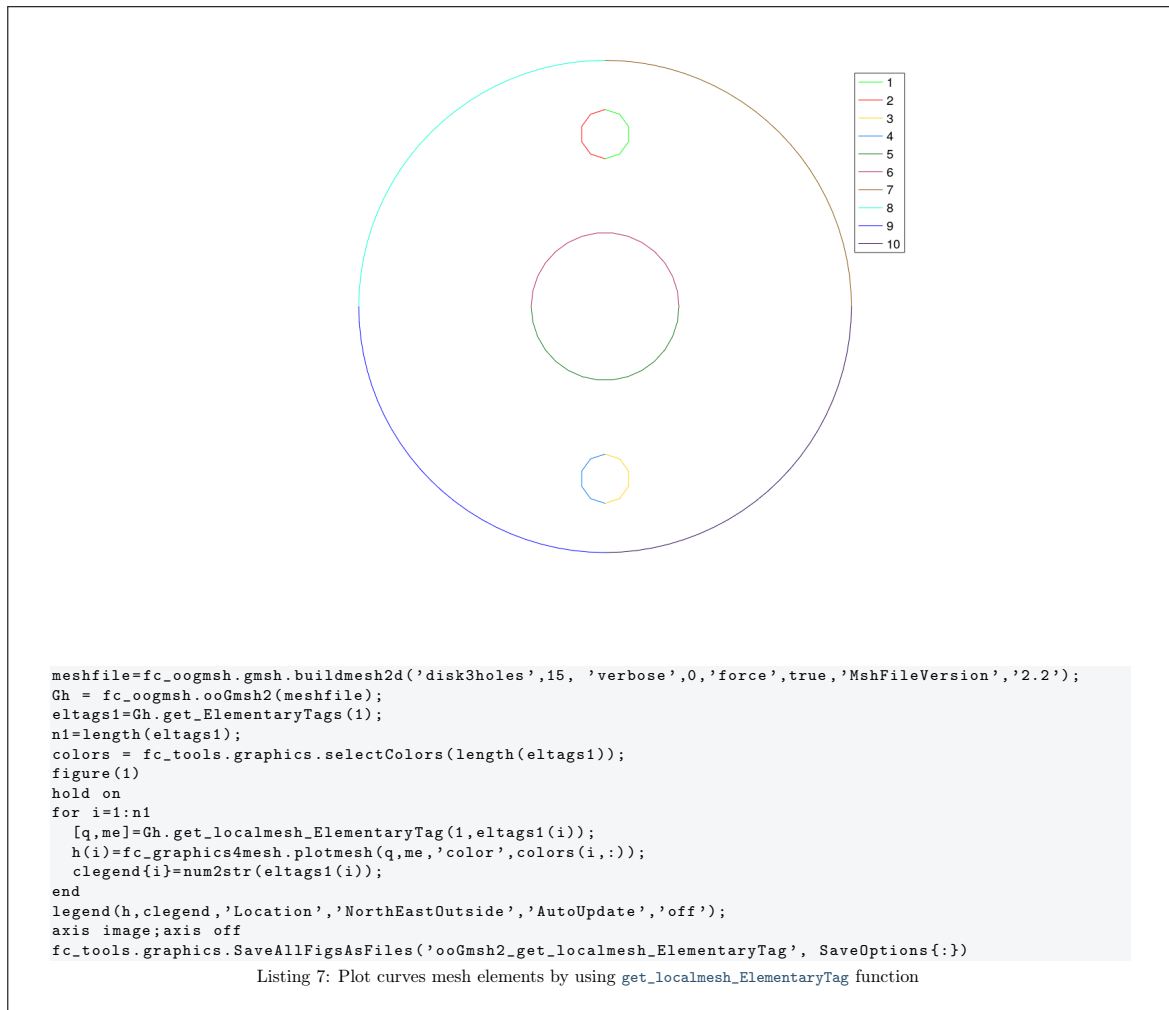 1
2
3
4
5
6
7
8
9
10
meshfile=fc_oogmsh.gmsh.buildmesh2d('disk3holes',15, 'verbose',0,'force',true,'MshFileVersion','2.2');
Gh = fc_oogmsh.ooGmsh2(meshfile);
eltags1=Gh.get_ElementaryTags(1);
n1=length(eltags1);
colors = fc_tools.graphics.selectColors(length(eltags1));
figure(1)
hold on
for i=1:n1
  [q,me]=Gh.get_localmesh_ElementaryTag(1,eltags1(i));
  h(i)=fc_graphics4mesh.plotmesh(q,me,'color',colors(i,:));
  clegend{i}=num2str(eltags1(i));
end
legend(h,clegend,'Location','NorthEastOutside','AutoUpdate','off');
axis image;axis off
fc_tools.graphics.SaveAllFigsAsFiles('ooGmsh2_get_localmesh_ElementaryTag', SaveOptions{:})
Listing 7: Plot curves mesh elements by using get_localmesh_ElementaryTag function